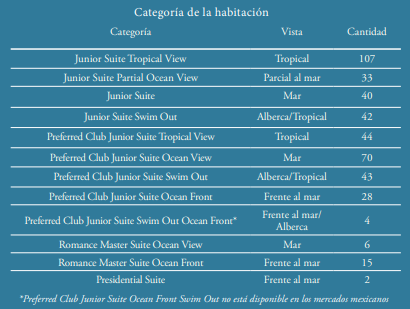 Categoría de la habitación
Categoría Vista Cantidad
Junior Suite Tropical View Tropical 107
Junior Suite Partial Ocean View Parcial al mar 33
Junior Suite Mar 40
Junior Suite Swim Out Alberca/Tropical 42
Preferred Club Junior Suite Tropical View Tropical 44
Preferred Club Junior Suite Ocean View Mar 70
Preferred Club Junior Suite Swim Out Alberca/Tropical 43
Preferred Club Junior Suite Ocean Front Frente al mar 28
Preferred Club Junior Suite Swim Out Ocean Front* Frente al mar/ 4
Alberca
Romance Master Suite Ocean View Mar 6
Romance Master Suite Ocean Front Frente al mar 15
Presidential Suite Frente al mar 2
*Preferred Club Junior Suite Ocean Front Swim Out no está disponible en los mercados mexicanos